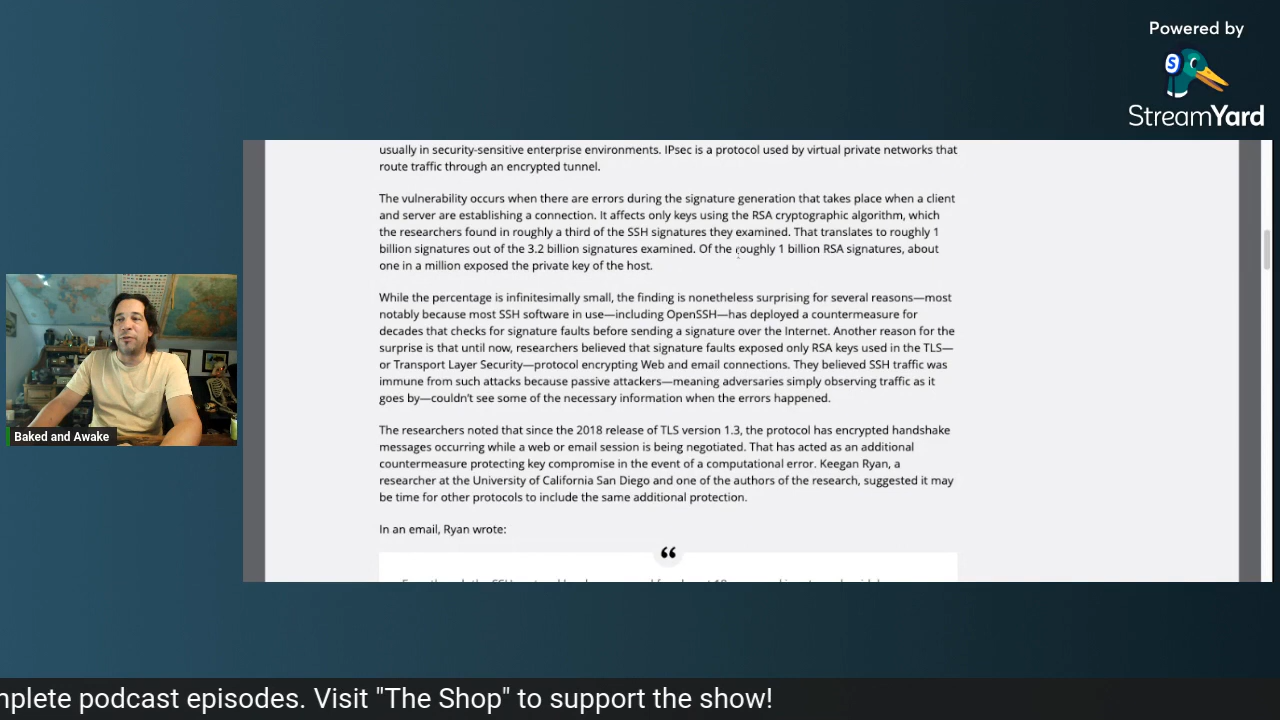 Powered by
S
StreamYard
usually in security-sensitive enterprise environments. IPsec is a protocol used by virtual private networks that
route traffic through an encrypted tunnel.
The vulnerability occurs when there are errors during the signature generation that takes place when a client
and server are establishing a connection. It affects only keys using the RSA cryptographic algorithm, which
the researchers found in roughly a third of the SSH signatures they examined. That translates to roughly 1
billion signatures out of the 3.2 billion signatures examined. Of the roughly 1 billion RSA signatures, about
one in a million exposed the private key of the host.
While the percentage is infinitesimally small, the finding is nonetheless surprising for several reasons—most
notably because most SSH software in use—including OpenSSH—has deployed a countermeasure for
decades that checks for signature faults before sending a signature over the Internet. Another reason for the
surprise is that until now, researchers believed that signature faults exposed only RSA keys used in the TLS—
or Transport Layer Security—protocol encrypting Web and email connections. They believed SSH traffic was
immune from such attacks because passive attackers—meaning adversaries simply observing traffic as it
goes by—couldn't see some of the necessary information when the errors happened.
The researchers noted that since the 2018 release of TLS version 1.3, the protocol has encrypted handshake
messages occurring while a web or email session is being negotiated. That has acted as an additional
countermeasure protecting key compromise in the event of a computational error. Keegan Ryan, a
researcher at the University of California San Diego and one of the authors of the research, suggested it may
be time for other protocols to include the same additional protection.
In an email, Ryan wrote:
“
Baked and Awake
mplete podcast episodes. Visit "The Shop" to support the show!